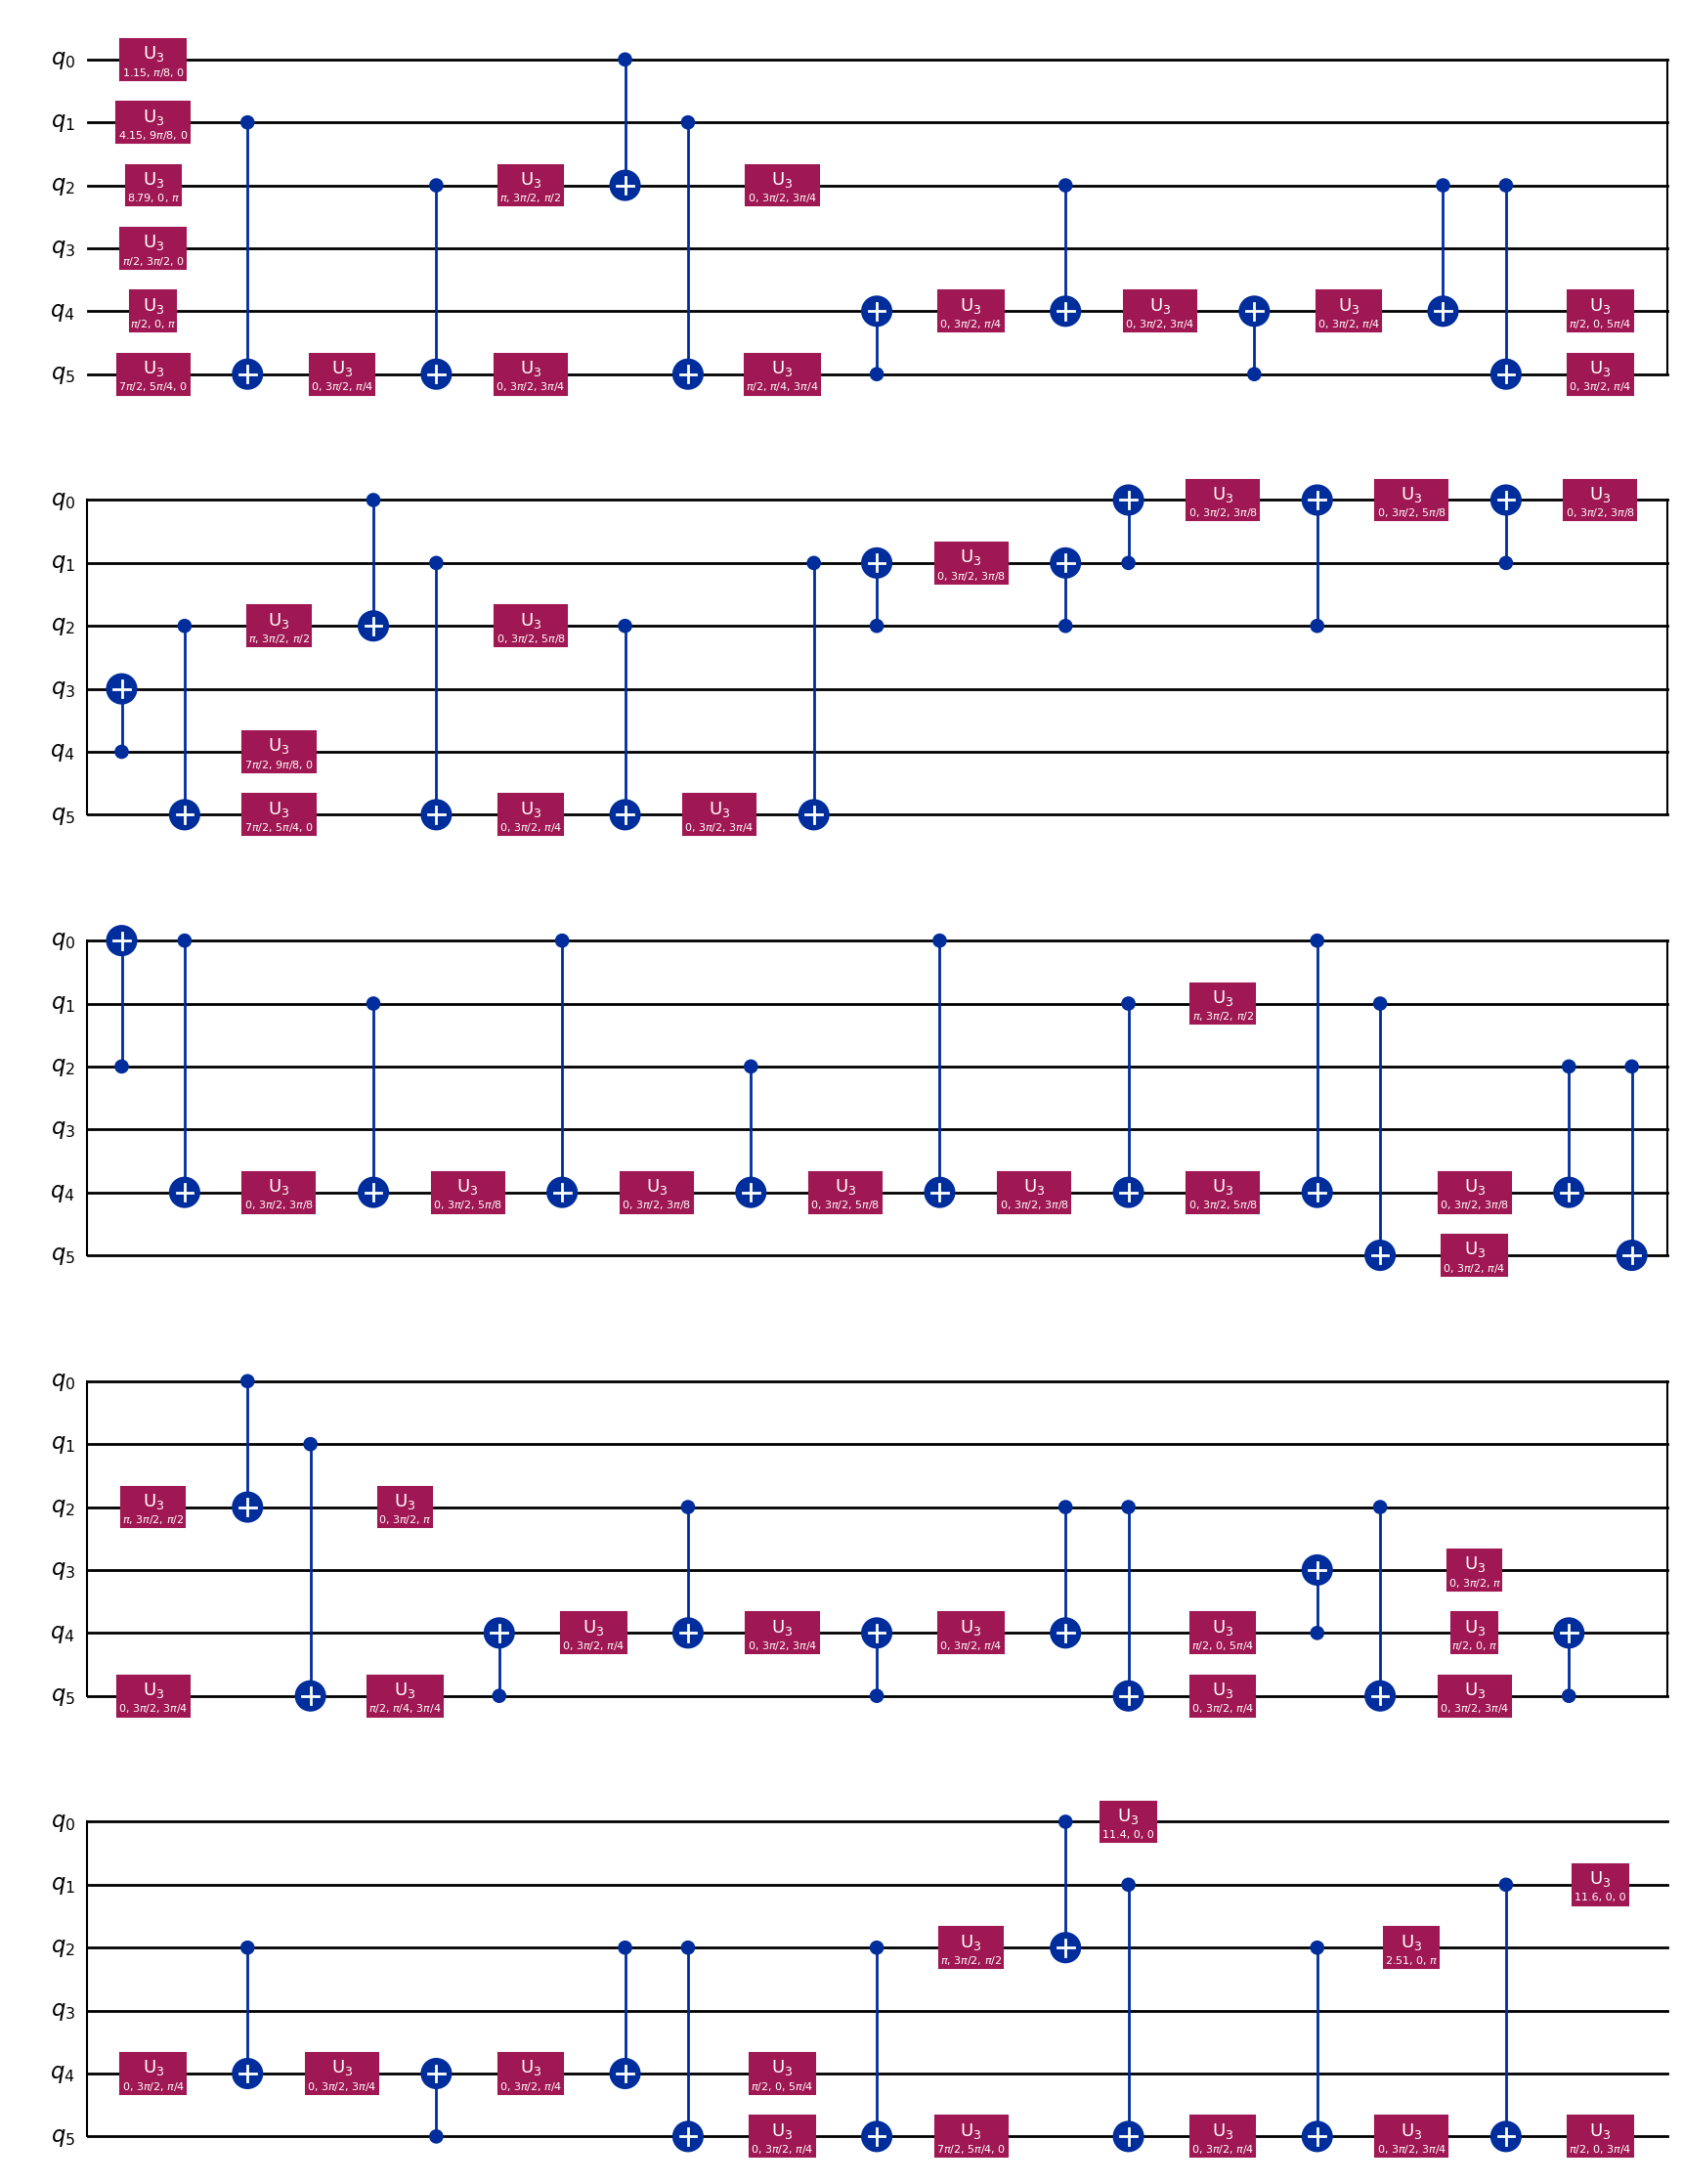 q0 U3 1.15, π/8, 0
q1 U3 4.15, 9π/8, 0
q2 U3 8.79, 0, π U3 π, 3π/2, π/2 U3 0, 3π/2, 3π/4
q3 U3 π/2, 3π/2, 0
q4 U3 π/2, 0, π U3 0, 3π/2, π/4 U3 0, 3π/2, 3π/4 U3 0, 3π/2, π/4 U3 π/2, 0, 5π/4
q5 U3 7π/2, 5π/4, 0 U3 0, 3π/2, π/4 U3 0, 3π/2, 3π/4 U3 π/2, π/4, 3π/4 U3 0, 3π/2, π/4
q0 U3 0, 3π/2, 3π/8 U3 0, 3π/2, 5π/8 U3 0, 3π/2, 3π/8
q1 U3 0, 3π/2, 3π/8
q2 U3 π, 3π/2, π/2 U3 0, 3π/2, 5π/8
q3
q4 U3 7π/2, 9π/8, 0
q5 U3 7π/2, 5π/4, 0 U3 0, 3π/2, π/4 U3 0, 3π/2, 3π/4
q0
q1 U3 π, 3π/2, π/2
q2
q3
q4 U3 0, 3π/2, 3π/8 U3 0, 3π/2, 5π/8 U3 0, 3π/2, 3π/8 U3 0, 3π/2, 5π/8 U3 0, 3π/2, 3π/8 U3 0, 3π/2, 5π/8 U3 0, 3π/2, 3π/8
q5 U3 0, 3π/2, π/4
q0
q1
q2 U3 π, 3π/2, π/2 U3 0, 3π/2, π
q3 U3 0, 3π/2, π
q4 U3 0, 3π/2, π/4 U3 0, 3π/2, 3π/4 U3 0, 3π/2, π/4 U3 π/2, 0, 5π/4 U3 π/2, 0, π
q5 U3 0, 3π/2, 3π/4 U3 π/2, π/4, 3π/4 U3 0, 3π/2, π/4 U3 0, 3π/2, 3π/4
q0 U3 11.4, 0, 0
q1 U3 11.6, 0, 0
q2 U3 π, 3π/2, π/2 U3 2.51, 0, π
q3
q4 U3 0, 3π/2, π/4 U3 0, 3π/2, 3π/4 U3 0, 3π/2, π/4 U3 π/2, 0, 5π/4
q5 U3 0, 3π/2, π/4 U3 7π/2, 5π/4, 0 U3 0, 3π/2, π/4 U3 0, 3π/2, 3π/4 U3 π/2, 0, 3π/4